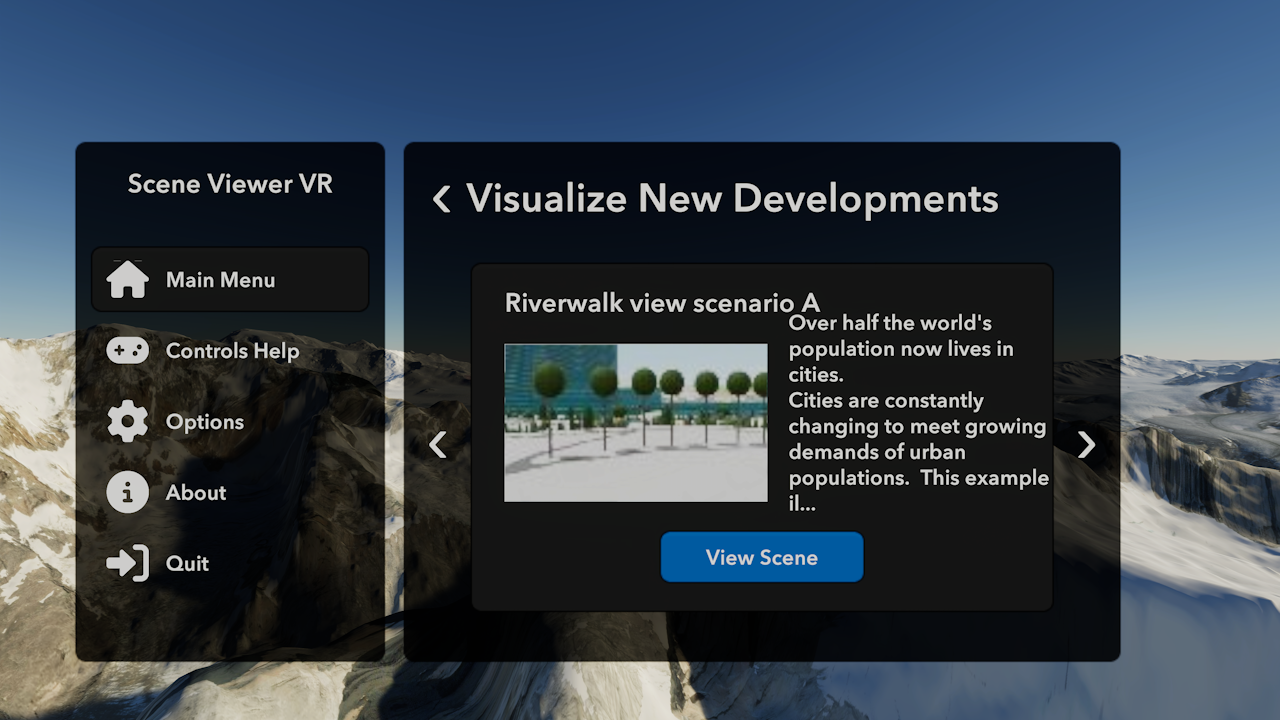 Scene Viewer VR
Main Menu
Controls Help
Options
About
Quit
Visualize New Developments
Riverwalk view scenario A
Over half the world's
population now lives in
cities.
Cities are constantly
changing to meet growing
demands of urban
populations.  This example
il...
View Scene